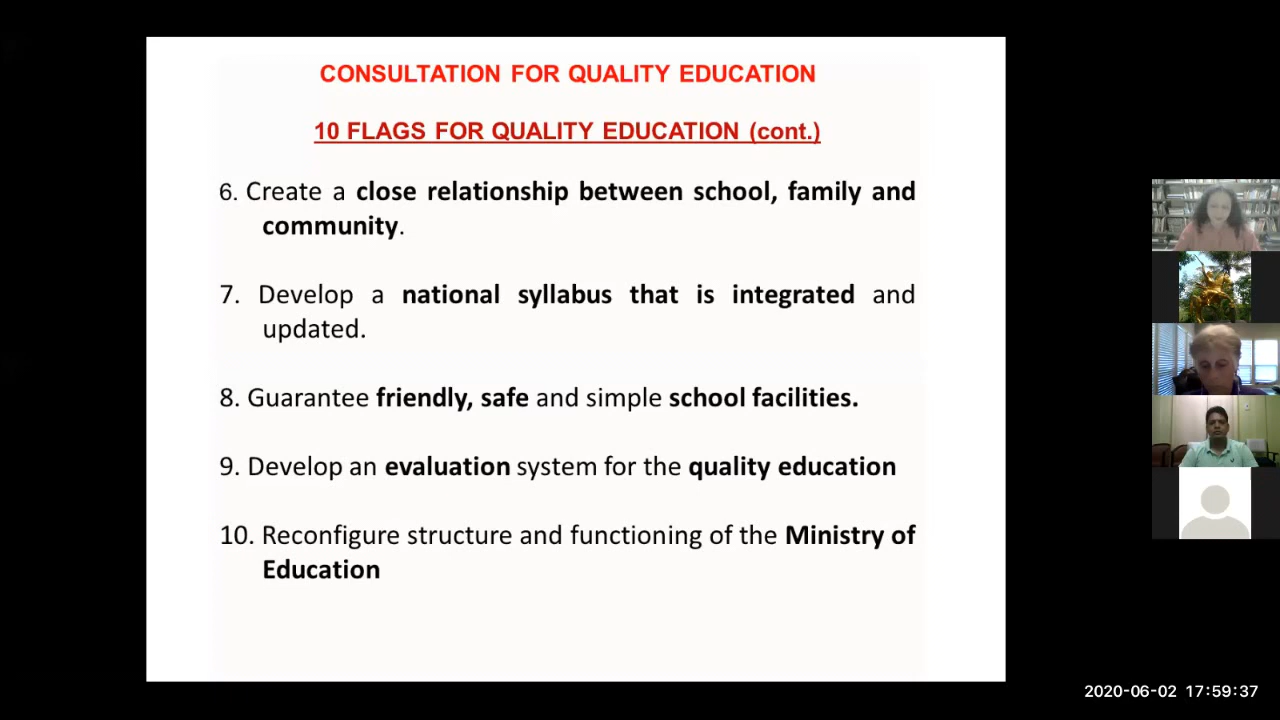 CONSULTATION FOR QUALITY EDUCATION
10 FLAGS FOR QUALITY EDUCATION (cont.)
6. Create a close relationship between school, family and
community.
7. Develop a national syllabus that is integrated and
updated.
8. Guarantee friendly, safe and simple school facilities.
9. Develop an evaluation system for the quality education
10. Reconfigure structure and functioning of the Ministry of
Education
2020-06-02 17:59:37